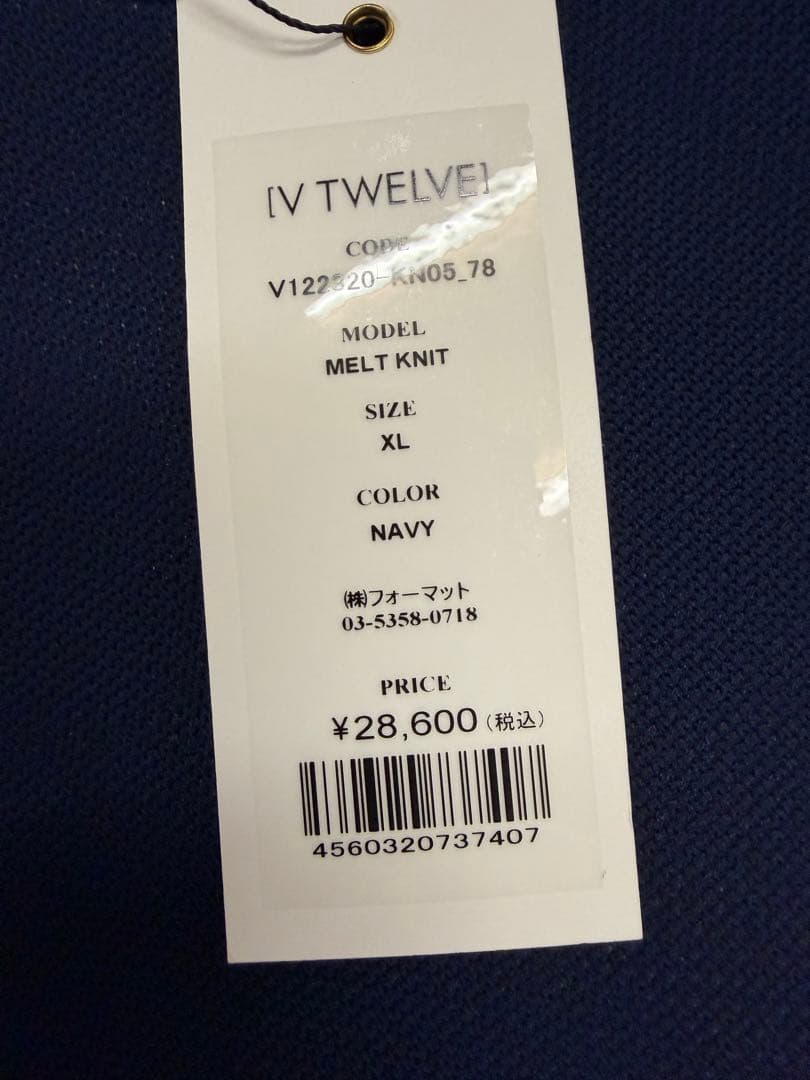 [V TWELVE]
CODE
V122320-KN05_78
MODEL
MELT KNIT
SIZE
XL
COLOR
NAVY
㈱フォーマット
03-5358-0718
PRICE
¥28,600(税込)
4560320737407